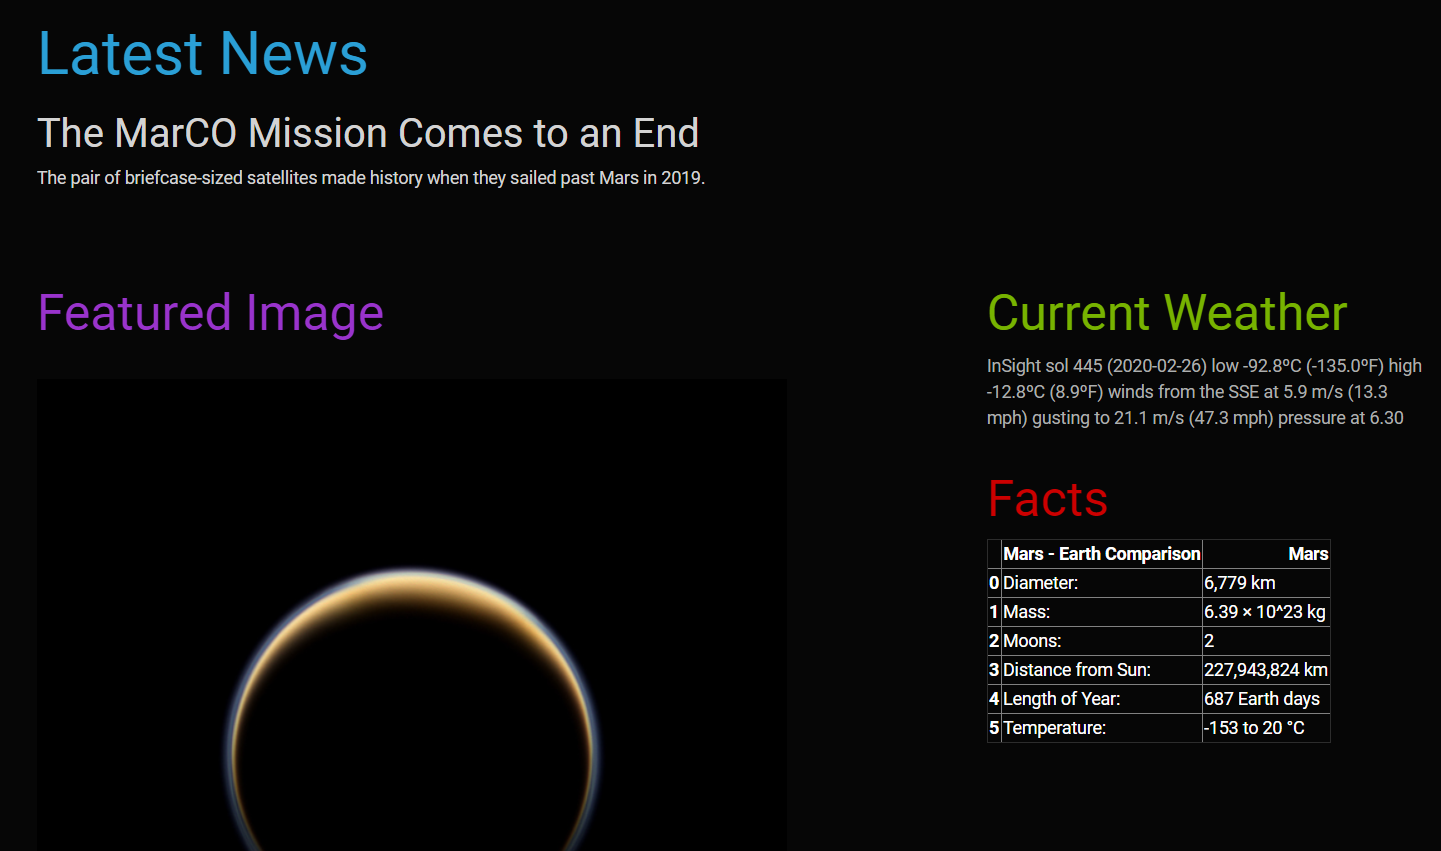 Latest News
The MarCO Mission Comes to an End
The pair of briefcase-sized satellites made history when they sailed past Mars in 2019.
Featured Image
Current Weather
InSight sol 445 (2020-02-26) low -92.8ºC (-135.0ºF) high
-12.8ºC (8.9ºF) winds from the SSE at 5.9 m/s (13.3
mph) gusting to 21.1 m/s (47.3 mph) pressure at 6.30
Facts
Mars - Earth Comparison Mars
0 Diameter: 6,779 km
1 Mass: 6.39 × 10^23 kg
2 Moons: 2
3 Distance from Sun: 227,943,824 km
4 Length of Year: 687 Earth days
5 Temperature: -153 to 20 °C